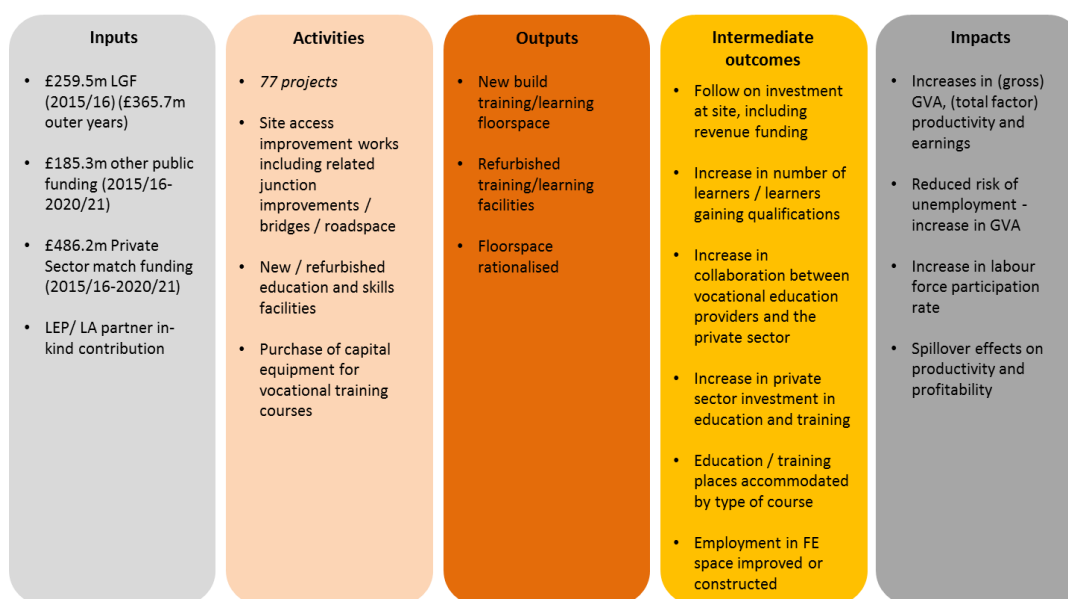 Inputs
• £259.5m LGF
(2015/16) (£365.7m
outer years)
• £185.3m other public
funding (2015/16-
2020/21)
• £486.2m Private
Sector match funding
(2015/16-2020/21)
• LEP/ LA partner in-
kind contribution
Activities
• 77 projects
• Site access
improvement works
including related
junction
improvements /
bridges / roadspace
• New / refurbished
education and skills
facilities
• Purchase of capital
equipment for
vocational training
courses
Outputs
• New build
training/learning
floorspace
• Refurbished
training/learning
facilities
• Floorspace
rationalised
Intermediate
outcomes
• Follow on investment
at site, including
revenue funding
• Increase in number of
learners / learners
gaining qualifications
• Increase in
collaboration between
vocational education
providers and the
private sector
• Increase in private
sector investment in
education and training
• Education / training
places accommodated
by type of course
• Employment in FE
space improved or
constructed
Impacts
• Increases in (gross)
GVA, (total factor)
productivity and
earnings
• Reduced risk of
unemployment -
increase in GVA
• Increase in labour
force participation
rate
• Spillover effects on
productivity and
profitability